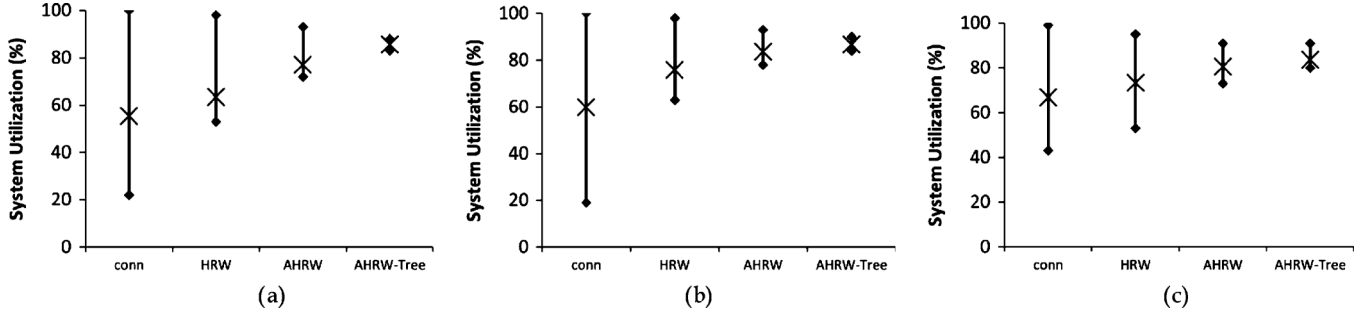 System Utilization (%)
100
80
60
40
20
0
conn HRW AHRW AHRW-Tree
(a)
System Utilization (%)
100
80
60
40
20
0
conn HRW AHRW AHRW-Tree
(b)
System Utilization (%)
100
80
60
40
20
0
conn HRW AHRW AHRW-Tree
(c)